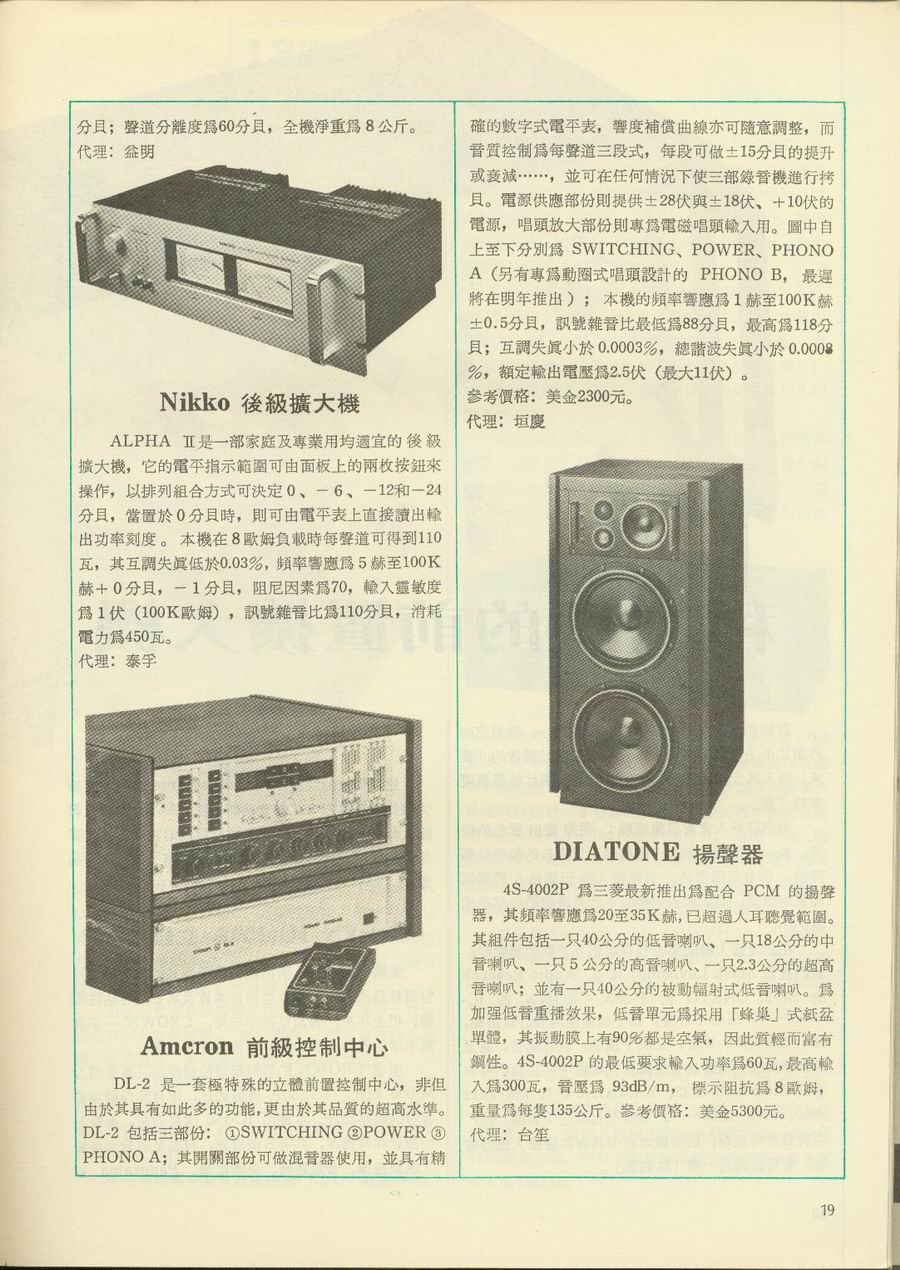 分貝；聲道分離度爲60分貝，全機淨重爲8公斤。
代理：益明
NIKKO
Nikko 後級擴大機
ALPHA Ⅱ是一部家庭及專業用均適宜的後級
擴大機，它的電平指示範圍可由面板上的兩枚按鈕來
操作，以排列組合方式可決定0、－6、－12和－24
分貝，當置於0分貝時，則可由電平表上直接讀出輸
出功率刻度。本機在8歐姆負載時每聲道可得到110
瓦，其互調失眞低於0.03%，頻率響應爲5赫至100K
赫＋0分貝，－1分貝，阻尼因素爲70，輸入靈敏度
爲1伏（100K歐姆），訊號雜音比爲110分貝，消耗
電力爲450瓦。
代理：泰孚
crown DL-2
POWER MODULE
Amcron 前級控制中心
DL-2 是一套極特殊的立體前置控制中心，非但
由於其具有如此多的功能，更由於其品質的超高水準。
DL-2 包括三部份：①SWITCHING ②POWER ③
PHONO A；其開關部份可做混音器使用，並具有精
確的數字式電平表，響度補償曲線亦可隨意調整，而
音質控制爲每聲道三段式，每段可做±15分貝的提升
或衰減……，並可在任何情況下使三部錄音機進行拷
貝。電源供應部份則提供±28伏與±18伏、＋10伏的
電源，唱頭放大部份則專爲電磁唱頭輸入用。圖中自
上至下分別爲 SWITCHING、POWER、PHONO
A（另有專爲動圈式唱頭設計的 PHONO B，最遲
將在明年推出）；本機的頻率響應爲1赫至100K赫
±0.5分貝，訊號雜音比最低爲88分貝，最高爲118分
貝；互調失眞小於0.0003%，總諧波失眞小於0.0008
%，額定輸出電壓爲2.5伏（最大11伏）。
參考價格：美金2300元。
代理：垣慶
DIATONE 揚聲器
4S-4002P 爲三菱最新推出爲配合 PCM 的揚聲
器，其頻率響應爲20至35K赫，已超過人耳聽覺範圍。
其組件包括一只40公分的低音喇叭、一只18公分的中
音喇叭、一只5公分的高音喇叭、一只2.3公分的超高
音喇叭；並有一只40公分的被動幅射式低音喇叭。爲
加强低音重播效果，低音單元爲採用「蜂巢」式紙盆
單體，其振動膜上有90%都是空氣，因此質輕而富有
鋼性。4S-4002P 的最低要求輸入功率爲60瓦，最高輸
入爲300瓦，音壓爲 93dB/m，標示阻抗爲8歐姆，
重量爲每隻135公斤。參考價格：美金5300元。
代理：台笙
19